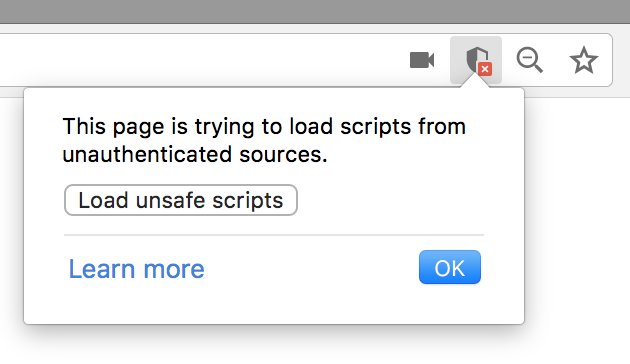 This page is trying to load scripts from
unauthenticated sources.
Load unsafe scripts
Learn more
OK